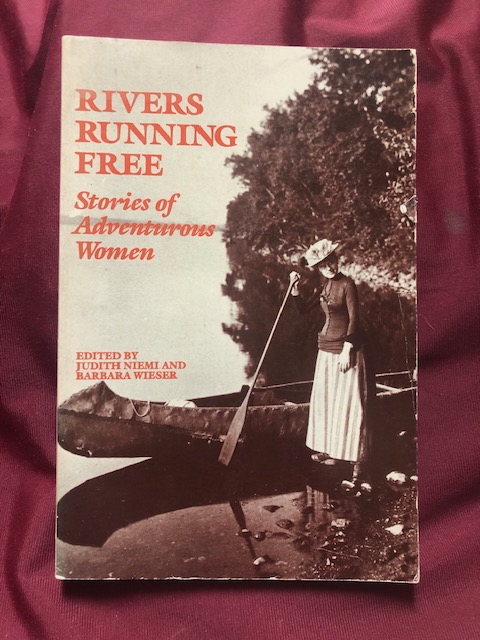 RIVERS
RUNNING
FREE
Stories of
Adventurous
Women
EDITED BY
JUDITH NIEMI AND
BARBARA WIESER